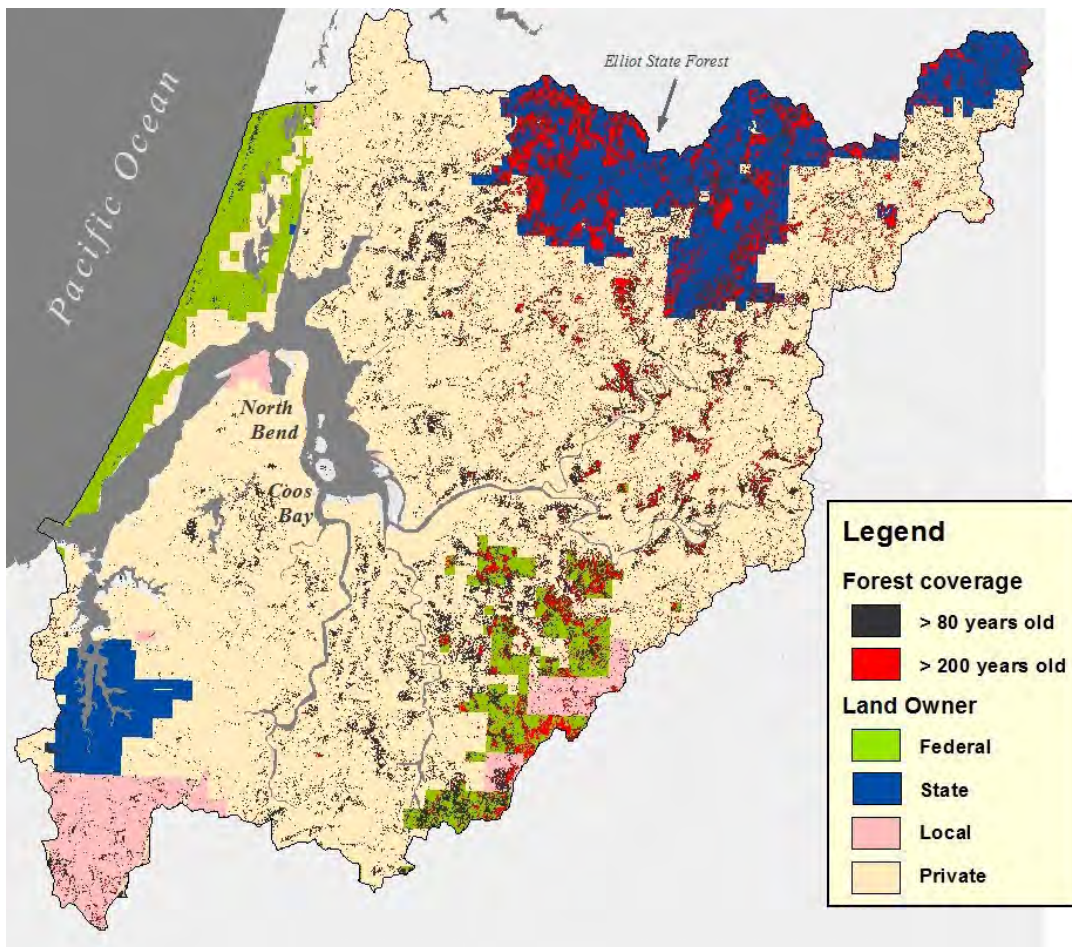 Elliot State Forest
Pacific Ocean
North
Bend
Coos
Bay
Legend
Forest coverage
> 80 years old
> 200 years old
Land Owner
Federal
State
Local
Private